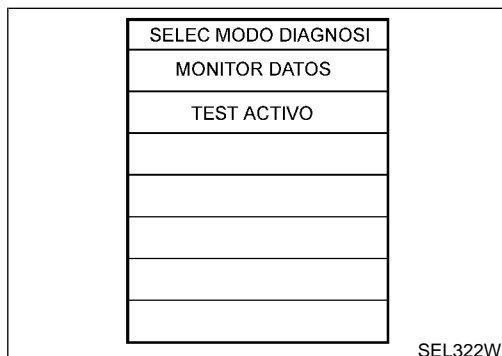 SELEC MODO DIAGNOSI
MONITOR DATOS
TEST ACTIVO
SEL322W